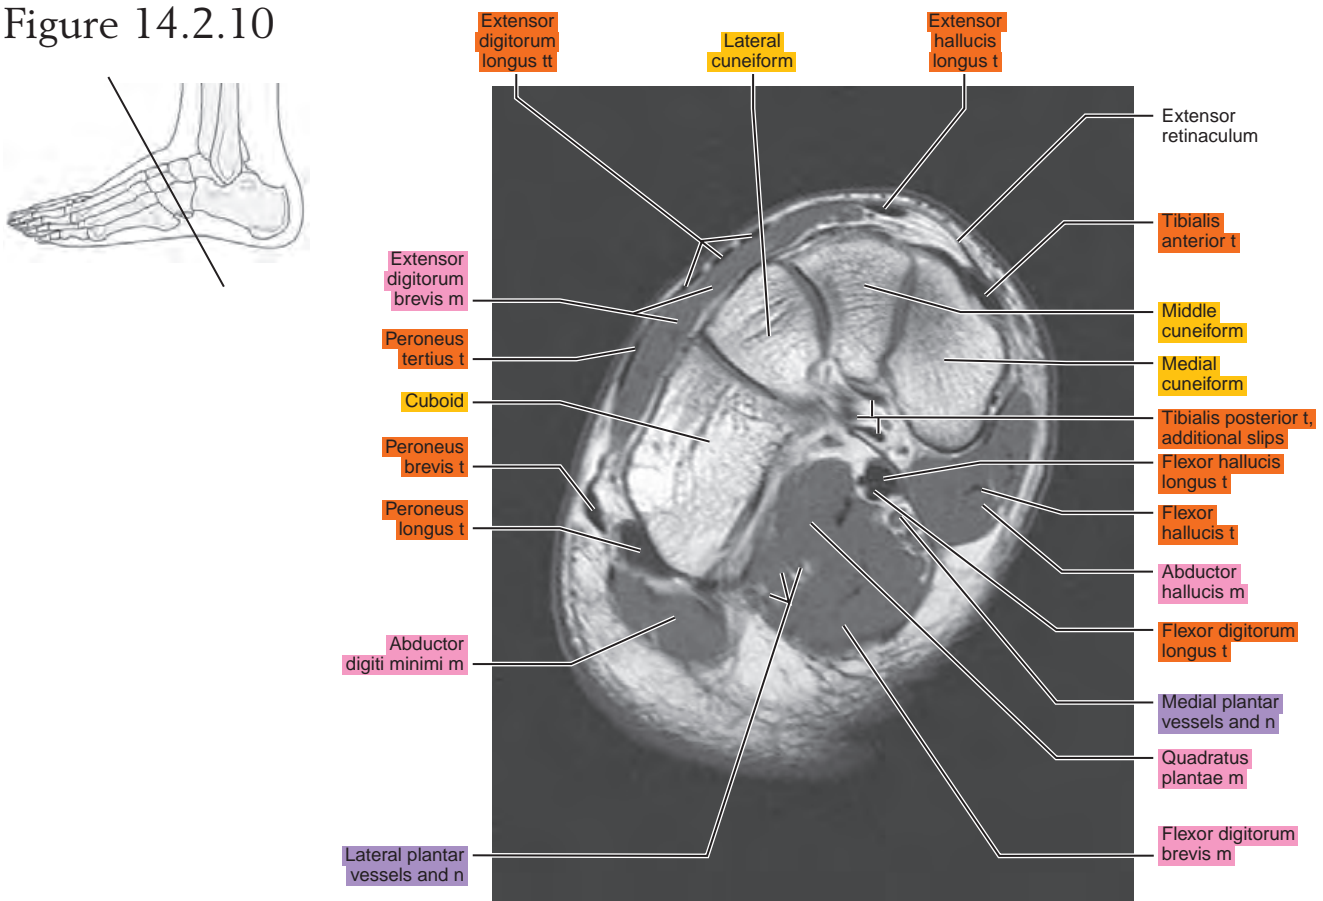 Figure 14.2.10
Extensor
digitorum
longus tt
Lateral
cuneiform
Extensor
hallucis
longus t
Extensor
retinaculum
Tibialis
anterior t
Middle
cuneiform
Medial
cuneiform
Tibialis posterior t,
additional slips
Flexor hallucis
longus t
Flexor
hallucis t
Abductor
hallucis m
Flexor digitorum
longus t
Medial plantar
vessels and n
Quadratus
plantae m
Flexor digitorum
brevis m
Extensor
digitorum
brevis m
Peroneus
tertius t
Cuboid
Peroneus
brevis t
Peroneus
longus t
Abductor
digiti minimi m
Lateral plantar
vessels and n